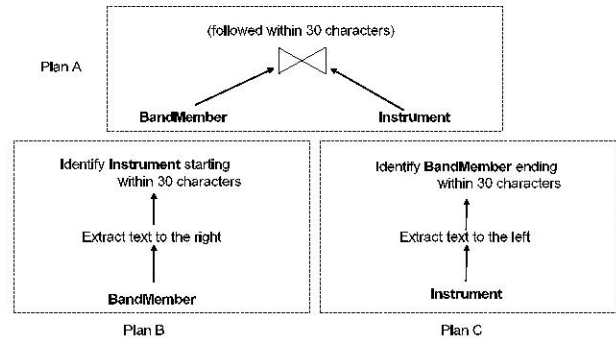 (followed within 30 characters)
Plan A
BandMember Instrument
Identify Instrument starting
within 30 characters
Extract text to the right
BandMember
Plan B
Identify BandMember ending
within 30 characters
Extract text to the left
Instrument
Plan C